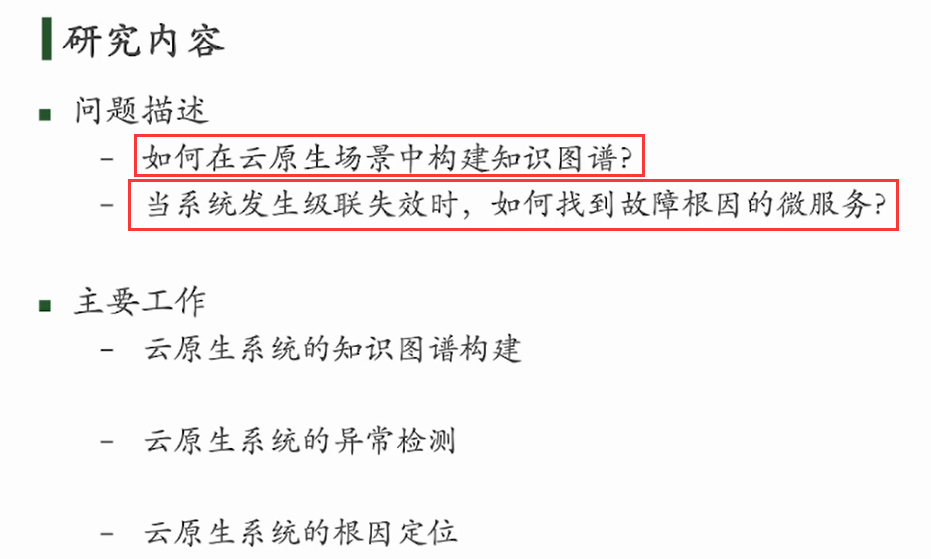 研究内容
问题描述
- 如何在云原生场景中构建知识图谱?
- 当系统发生级联失效时，如何找到故障根因的微服务?
主要工作
- 云原生系统的知识图谱构建
- 云原生系统的异常检测
- 云原生系统的根因定位